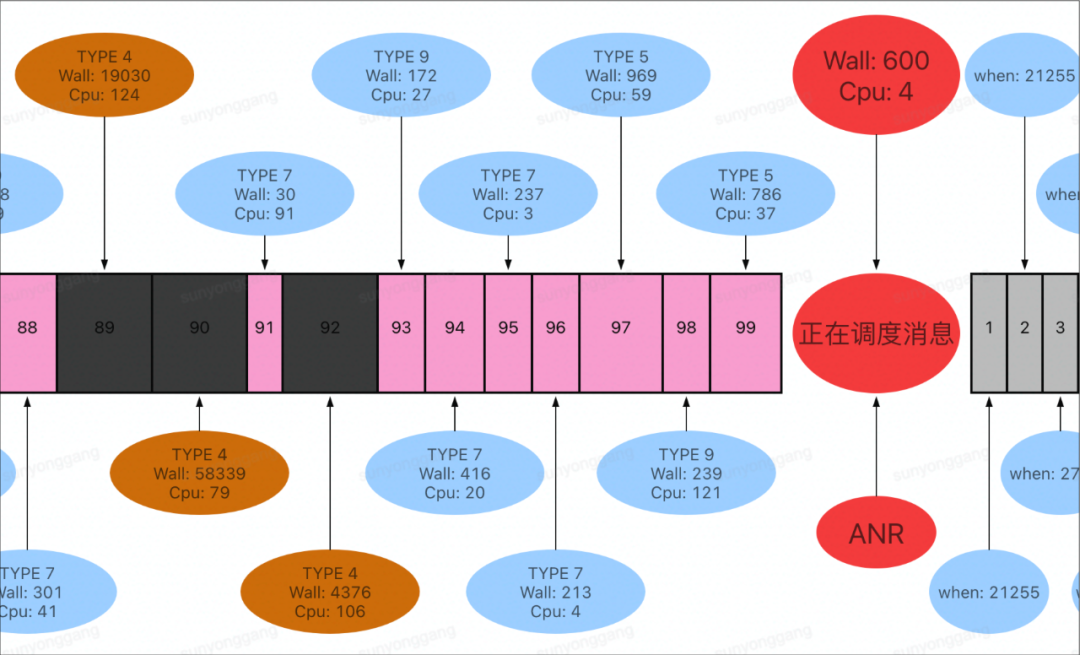 TYPE 4
Wall: 19030
Cpu: 124
TYPE 9
Wall: 172
Cpu: 27
TYPE 5
Wall: 969
Cpu: 59
Wall: 600
Cpu: 4
when: 21255
TYPE 7
Wall: 30
Cpu: 91
TYPE 7
Wall: 237
Cpu: 3
TYPE 5
Wall: 786
Cpu: 37
88
89
90
91
92
93
94
95
96
97
98
99
正在调度消息
1
2
3
TYPE 4
Wall: 58339
Cpu: 79
TYPE 7
Wall: 416
Cpu: 20
TYPE 9
Wall: 239
Cpu: 121
when: 27
ANR
TYPE 7
Wall: 301
Cpu: 41
TYPE 4
Wall: 4376
Cpu: 106
TYPE 7
Wall: 213
Cpu: 4
when: 21255
sunyonggang